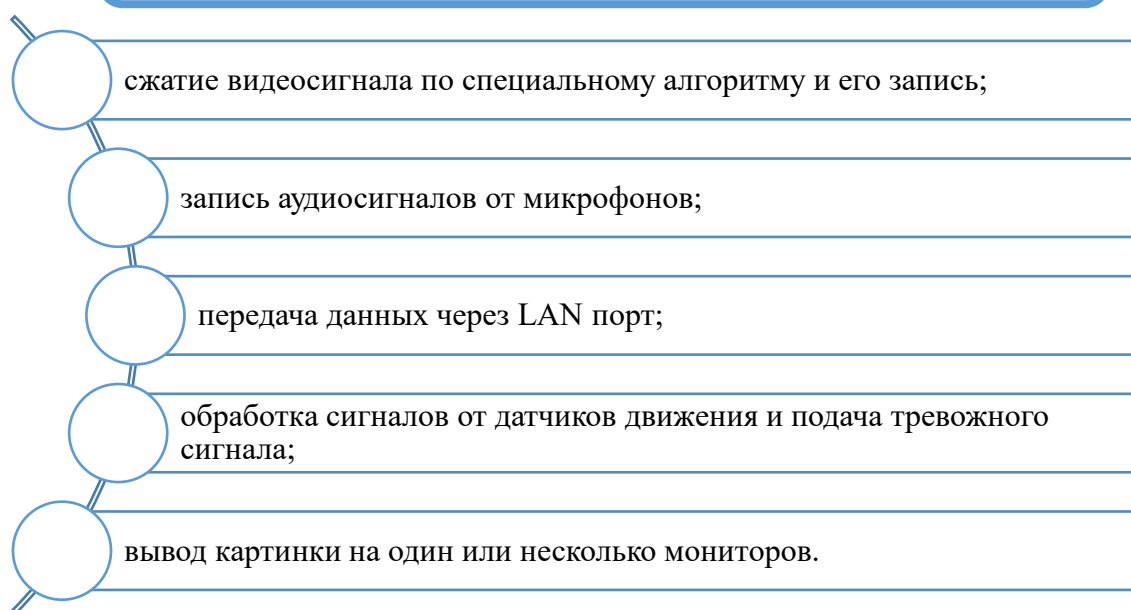 сжатие видеосигнала по специальному алгоритму и его запись;
запись аудиосигналов от микрофонов;
передача данных через LAN порт;
обработка сигналов от датчиков движения и подача тревожного
сигнала;
вывод картинки на один или несколько мониторов.